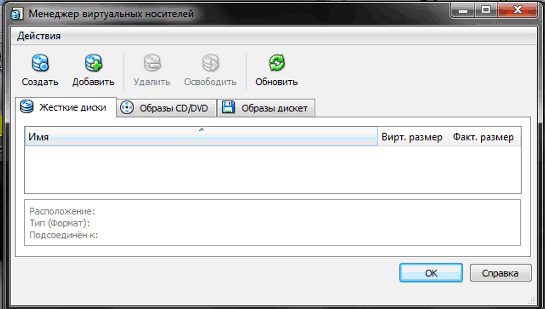 Менеджер виртуальных носителей
Действия
Создать Добавить Удалить Освободить Обновить
Жесткие диски Образы CD/DVD Образы дискет
Имя Вирт. размер Факт. размер
Расположение:
Тип (Формат):
Подсоединён к:
OK Справка